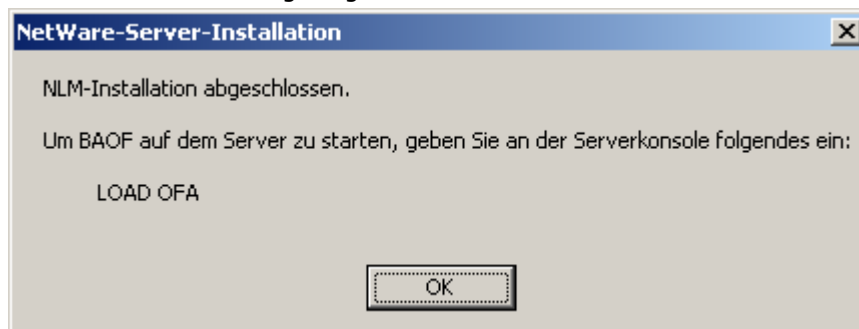 NetWare-Server-Installation
NLM-Installation abgeschlossen.
Um BAOF auf dem Server zu starten, geben Sie an der Serverkonsole folgendes ein:
LOAD OFA
OK